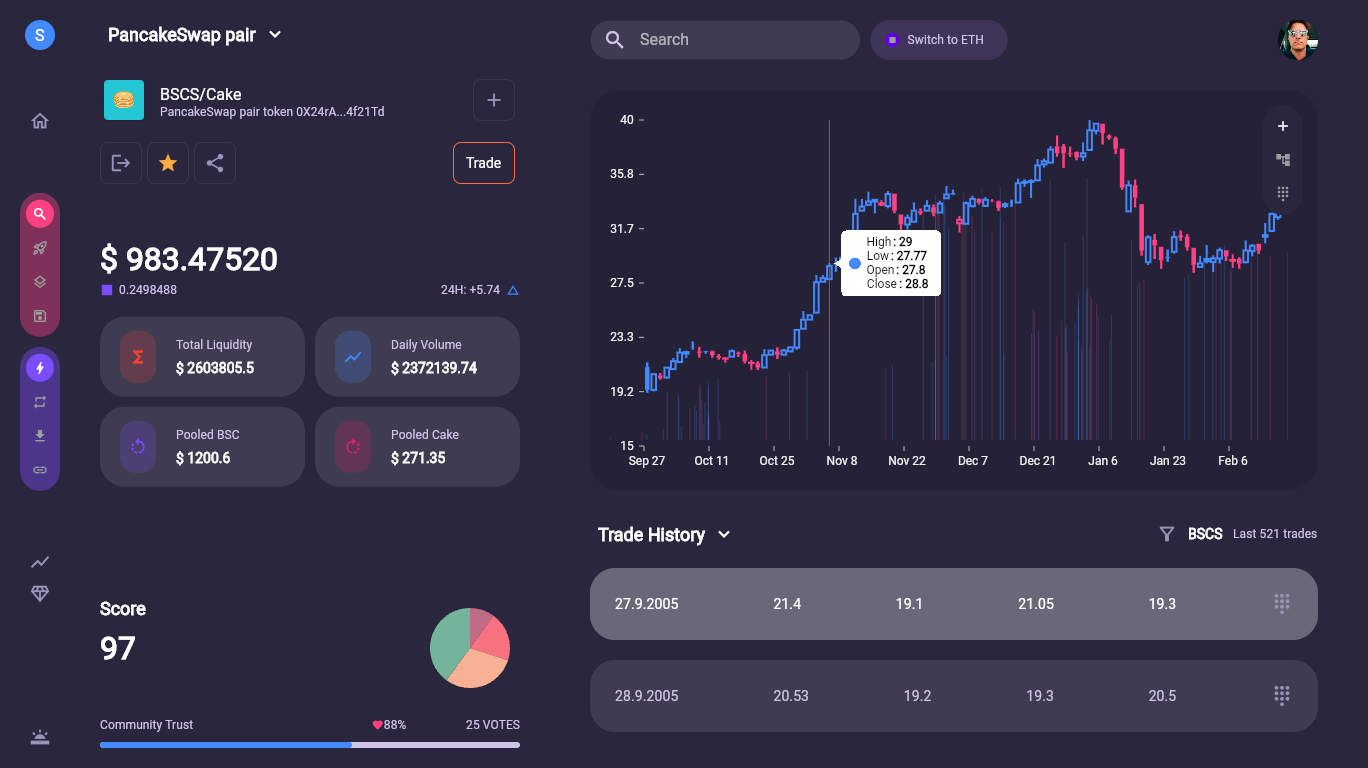 S
PancakeSwap pair
Search
Switch to ETH
BSCS/Cake
PancakeSwap pair token 0X24rA...4f21Td
Trade
$ 983.47520
0.2498488
24H: +5.74
Total Liquidity
$ 2603805.5
Daily Volume
$ 2372139.74
Pooled BSC
$ 1200.6
Pooled Cake
$ 271.35
Score
97
Community Trust
88%
25 VOTES
40
35.8
31.7
27.5
23.3
19.2
15
High : 29
Low : 27.77
Open : 27.8
Close : 28.8
Sep 27 Oct 11 Oct 25 Nov 8 Nov 22 Dec 7 Dec 21 Jan 6 Jan 23 Feb 6
Trade History
BSCS Last 521 trades
27.9.2005 21.4 19.1 21.05 19.3
28.9.2005 20.53 19.2 19.3 20.5